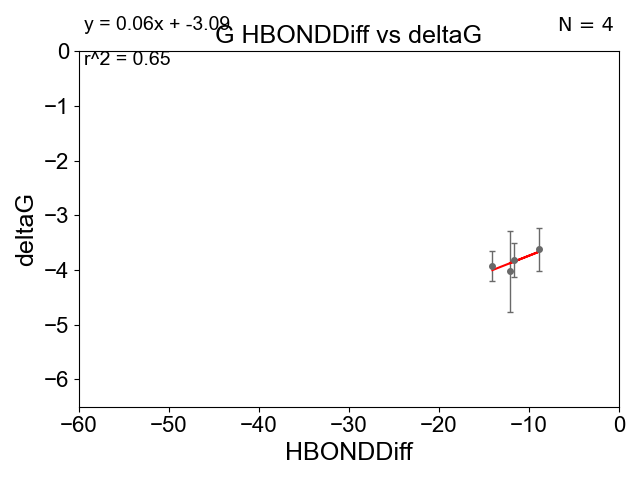 y = 0.06x + -3.09
N = 4
G HBONDDiff vs deltaG
r^2 = 0.65
0
−1
−2
−3
−4
−5
−6
deltaG
−60 −50 −40 −30 −20 −10 0
HBONDDiff